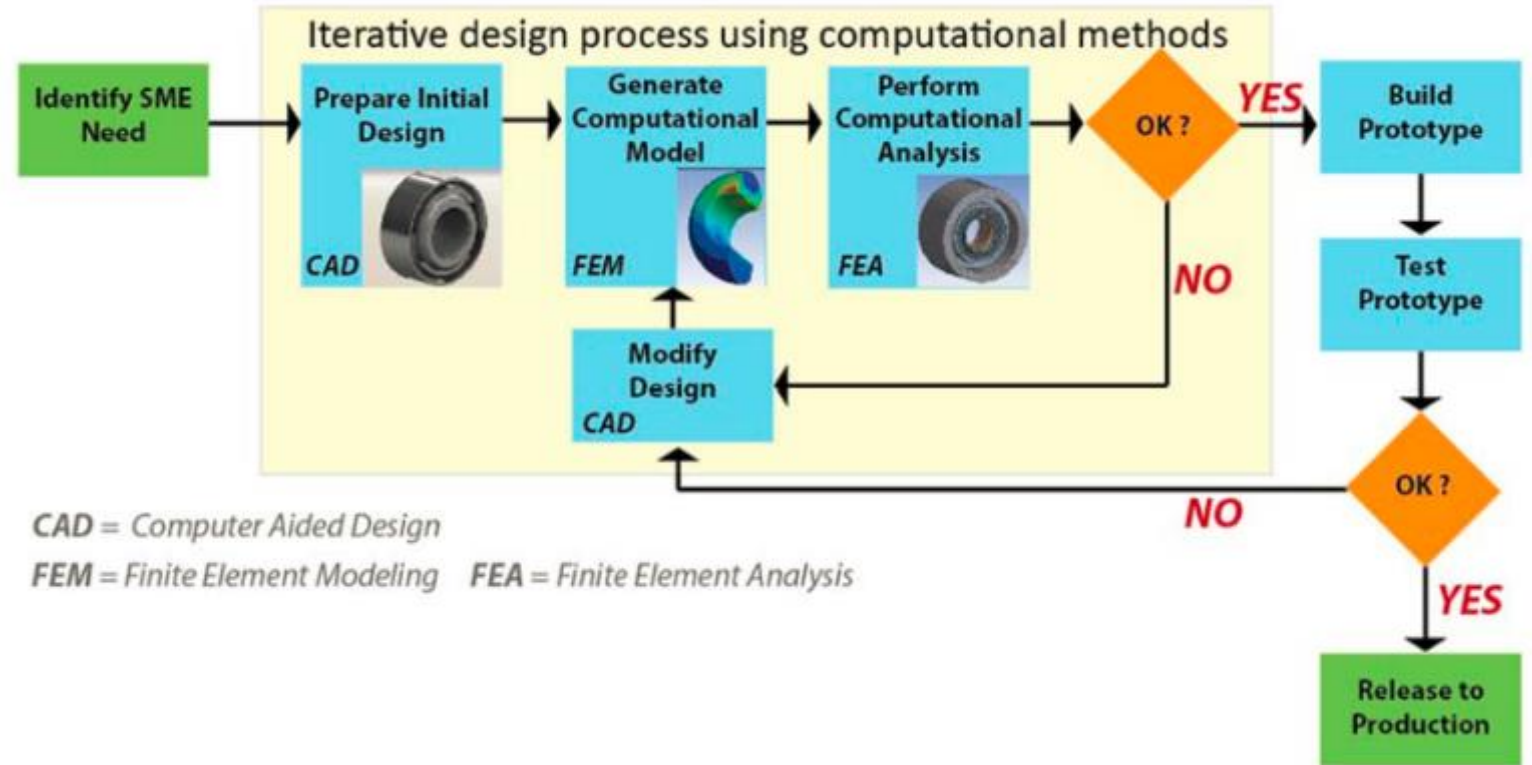 Iterative design process using computational methods
Identify SME
Need
Prepare Initial
Design
CAD
Generate
Computational
Model
FEM
Perform
Computational
Analysis
FEA
OK ?
YES
NO
Build
Prototype
Test
Prototype
Modify
Design
CAD
OK ?
NO
YES
Release to
Production
CAD = Computer Aided Design
FEM = Finite Element Modeling FEA = Finite Element Analysis